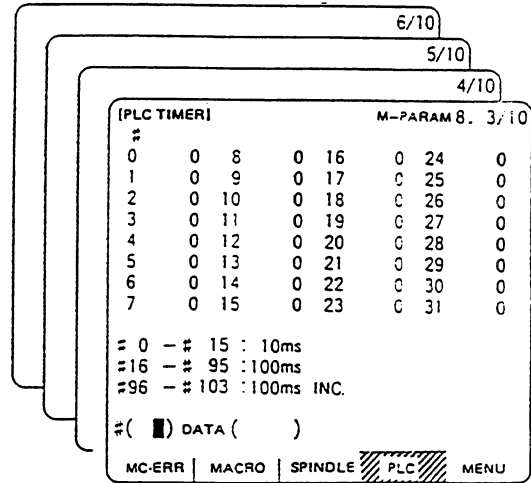 6/10
5/10
4/10
[PLC TIMER] M-PARAM 8. 3/10
#
0 0 8 0 16 0 24 0
1 0 9 0 17 0 25 0
2 0 10 0 18 0 26 0
3 0 11 0 19 0 27 0
4 0 12 0 20 0 28 0
5 0 13 0 21 0 29 0
6 0 14 0 22 0 30 0
7 0 15 0 23 0 31 0
# 0 – # 15 : 10ms
#16 – # 95 :100ms
#96 – #103 :100ms INC.
#( ) DATA ( )
MC-ERR MACRO SPINDLE PLC MENU